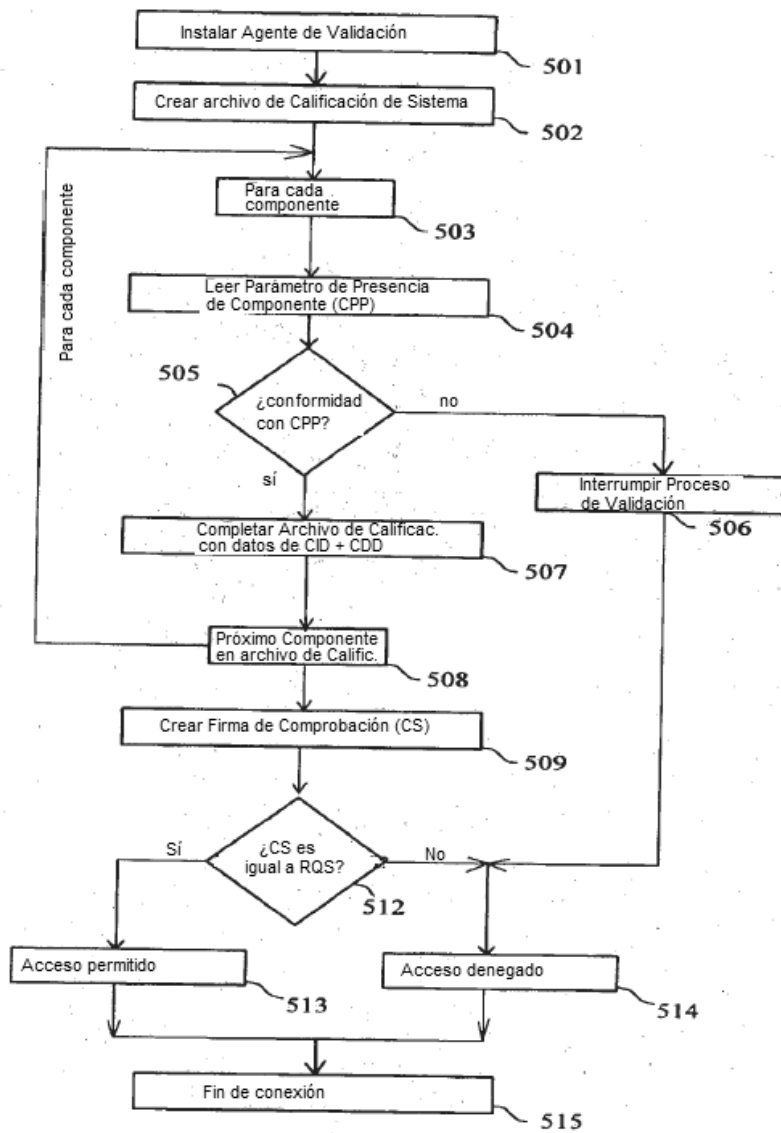 Instalar Agente de Validación
501
Crear archivo de Calificación de Sistema
502
Para cada componente
Para cada
componente
503
Leer Parámetro de Presencia
de Componente (CPP)
504
505
¿conformidad
con CPP?
no
sí
Interrumpir Proceso
de Validación
506
Completar Archivo de Calificac.
con datos de CID + CDD
507
Próximo Componente
en archivo de Calific.
508
Crear Firma de Comprobación (CS)
509
Sí
¿CS es
igual a RQS?
No
512
Acceso permitido
513
Acceso denegado
514
Fin de conexión
515